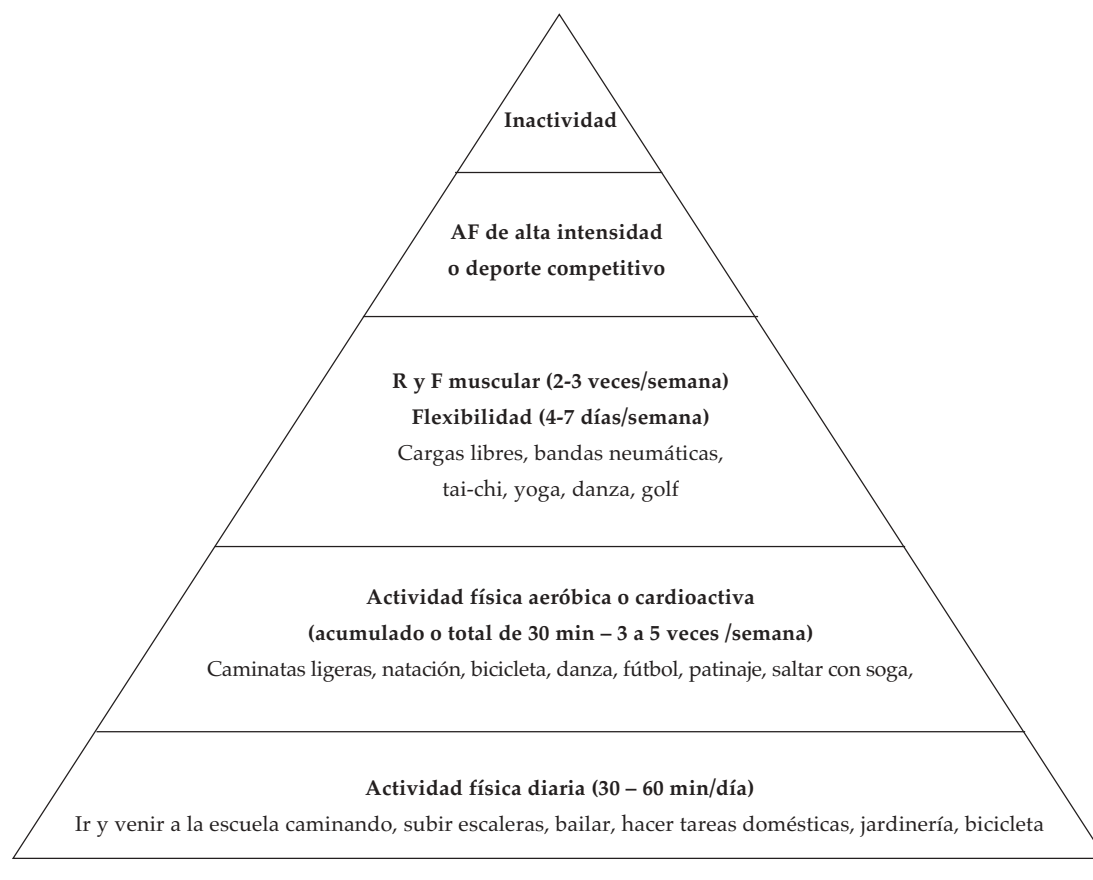 Inactividad
AF de alta intensidad
o deporte competitivo
R y F muscular (2-3 veces/semana)
Flexibilidad (4-7 días/semana)
Cargas libres, bandas neumáticas,
tai-chi, yoga, danza, golf
Actividad física aeróbica o cardioactiva
(acumulado o total de 30 min – 3 a 5 veces /semana)
Caminatas ligeras, natación, bicicleta, danza, fútbol, patinaje, saltar con soga,
Actividad física diaria (30 – 60 min/día)
Ir y venir a la escuela caminando, subir escaleras, bailar, hacer tareas domésticas, jardinería, bicicleta